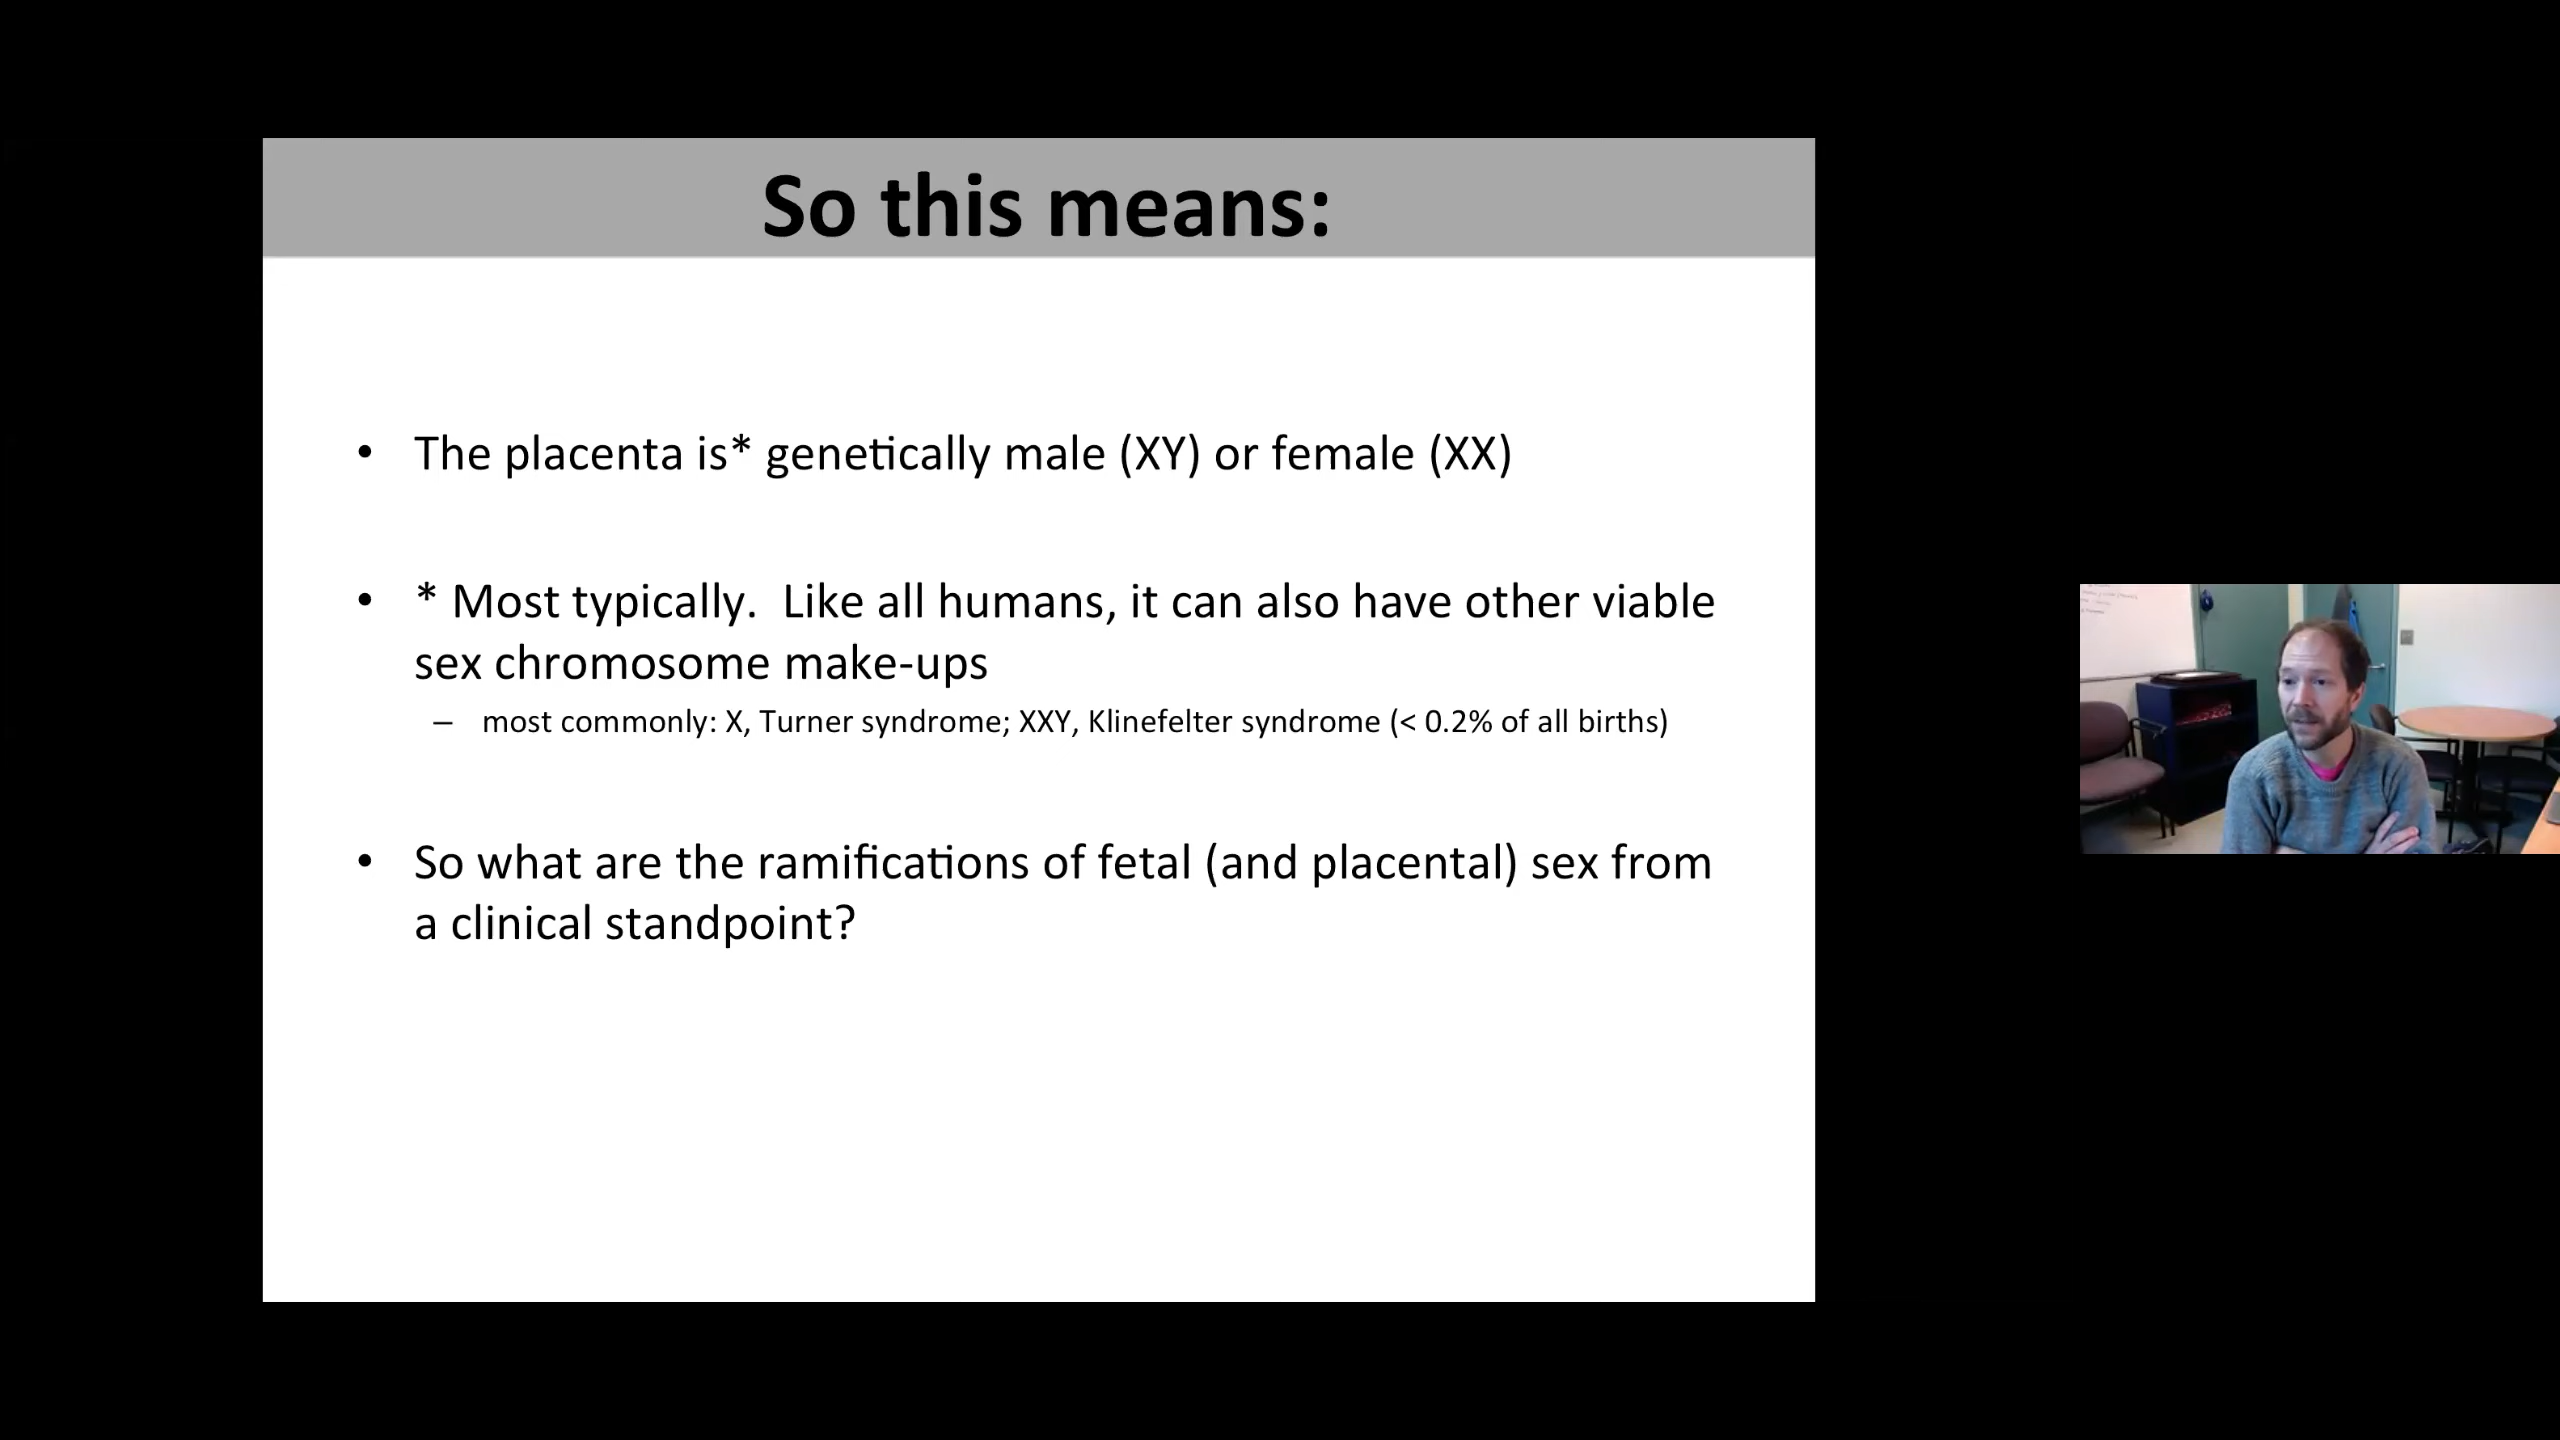 So this means:
• The placenta is* genetically male (XY) or female (XX)
• * Most typically.  Like all humans, it can also have other viable
sex chromosome make-ups
– most commonly: X, Turner syndrome; XXY, Klinefelter syndrome (< 0.2% of all births)
• So what are the ramifications of fetal (and placental) sex from
a clinical standpoint?